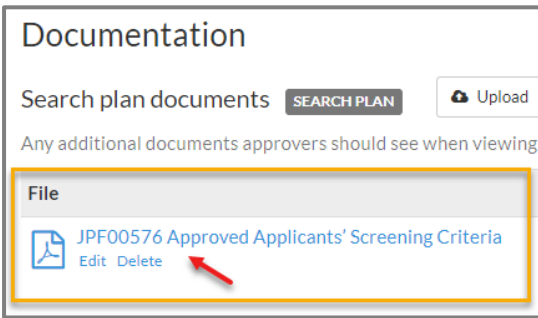 Documentation
Search plan documents SEARCH PLAN Upload
Any additional documents approvers should see when viewing
File
JPF00576 Approved Applicants’ Screening Criteria
Edit Delete